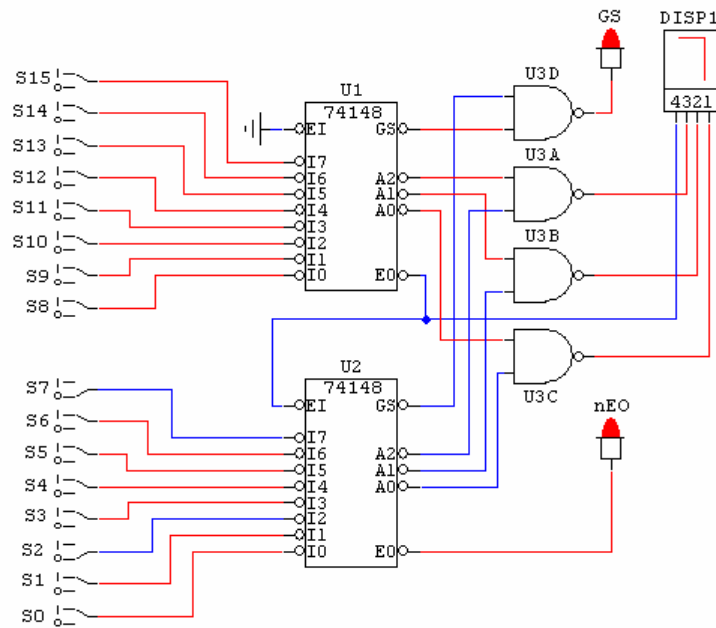 GS
DISP1
4321
U3D
U3A
U3B
U3C
nEO
S15
S14
S13
S12
S11
S10
S9
S8
U1
74148
EI
GS
I7
I6
A2
I5
A1
I4
A0
I3
I2
I1
I0
EO
S7
S6
S5
S4
S3
S2
S1
S0
U2
74148
EI
GS
I7
I6
A2
I5
A1
I4
A0
I3
I2
I1
I0
EO